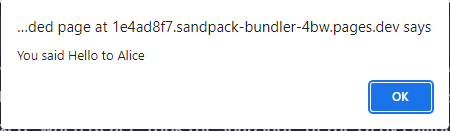 ...ded page at 1e4ad8f7.sandpack-bundler-4bw.pages.dev says
You said Hello to Alice
OK